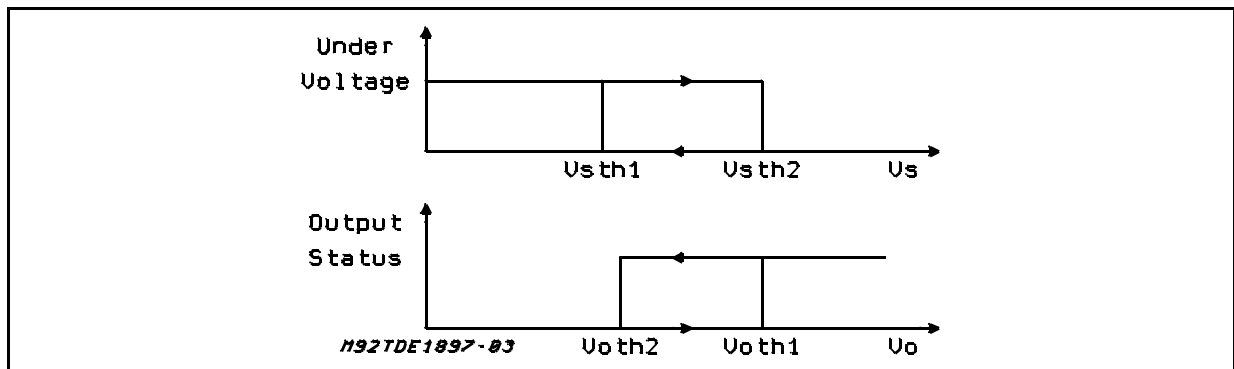 Under
Voltage
Vsth1 Vsth2 Vs
Output
Status
M92TDE1897-03 Voth2 Voth1 Vo